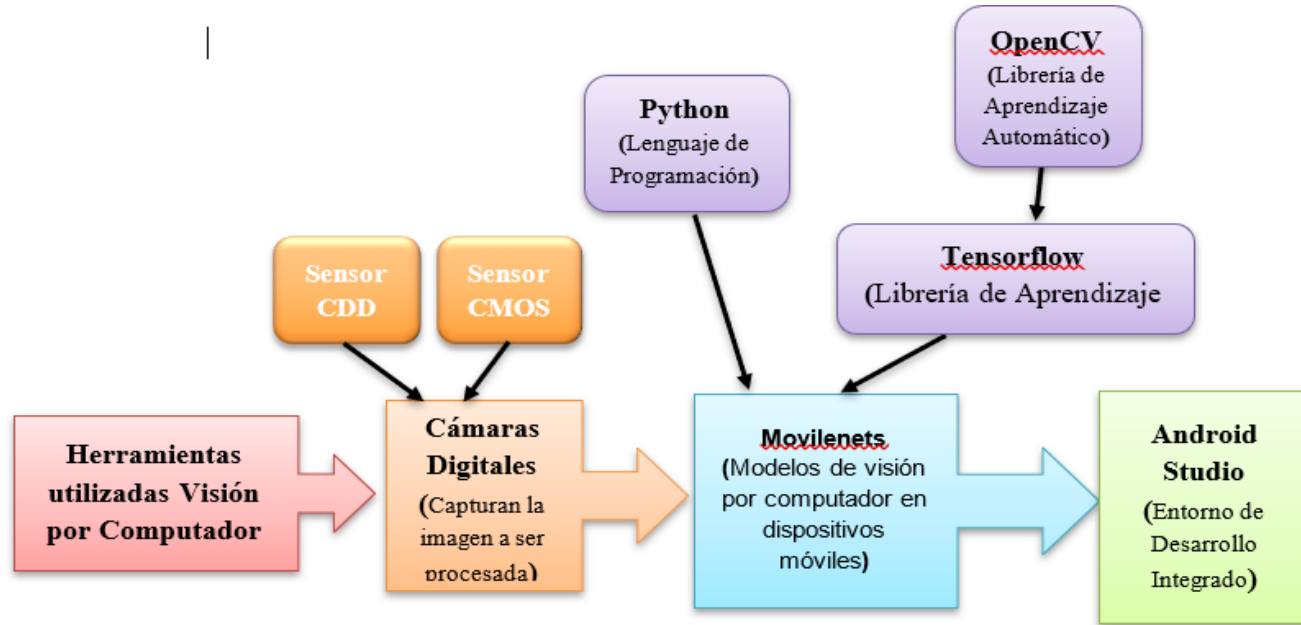 OpenCV
(Librería de
Aprendizaje
Automático)
Python
(Lenguaje de
Programación)
Tensorflow
(Librería de Aprendizaje
Sensor
CDD
Sensor
CMOS
Herramientas
utilizadas Visión
por Computador
Cámaras
Digitales
(Capturan la
imagen a ser
procesada)
Movilenets
(Modelos de visión
por computador en
dispositivos
móviles)
Android
Studio
(Entorno de
Desarrollo
Integrado)